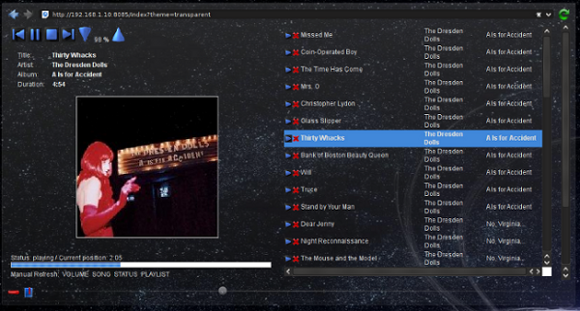 http://192.168.1.10:8085/index?theme=transparent
50 %
Title: Thirty Whacks
Artist: The Dresden Dolls
Album: A Is for Accident
Duration: 4:54
THE DRESDEN DOLLS
A IS FOR ACCIDENT
Status: playing / Current position: 2:05
Manual Refresh: VOLUME SONG STATUS PLAYLIST
Missed Me The Dresden Dolls A Is for Accident
Coin-Operated Boy The Dresden Dolls A Is for Accident
The Time Has Come The Dresden Dolls A Is for Accident
Mrs. O The Dresden Dolls A Is for Accident
Christopher Lydon The Dresden Dolls A Is for Accident
Glass Slipper The Dresden Dolls A Is for Accident
Thirty Whacks The Dresden Dolls A Is for Accident
Bank of Boston Beauty Queen The Dresden Dolls A Is for Accident
Will The Dresden Dolls A Is for Accident
Truce The Dresden Dolls A Is for Accident
Stand by Your Man The Dresden Dolls A Is for Accident
Dear Jenny The Dresden Dolls No, Virginia...
Night Reconnaissance The Dresden Dolls No, Virginia...
The Mouse and the Model The Dresden Dolls No, Virginia...